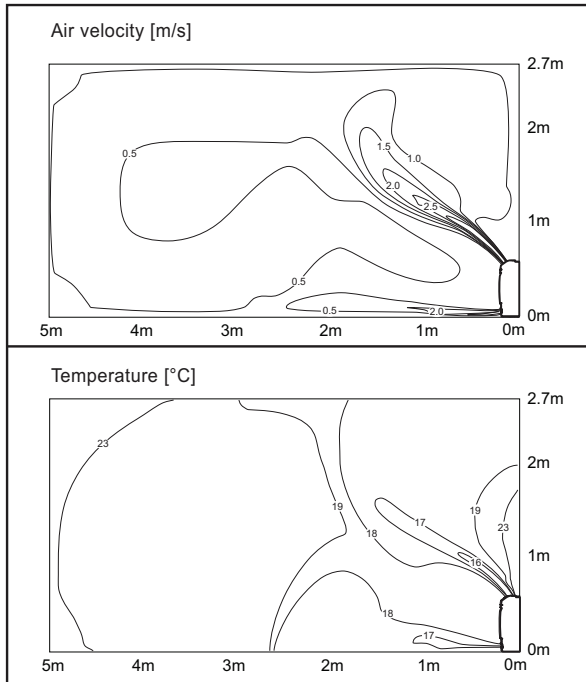 Air velocity [m/s]
2.7m
2m
0.5
1.5
1.0
2.0
2.5
1m
0.5
0.5
2.0
0m
5m 4m 3m 2m 1m 0m
Temperature [°C]
2.7m
23
2m
19
17
19
18
23
16
1m
18
17
0m
5m 4m 3m 2m 1m 0m